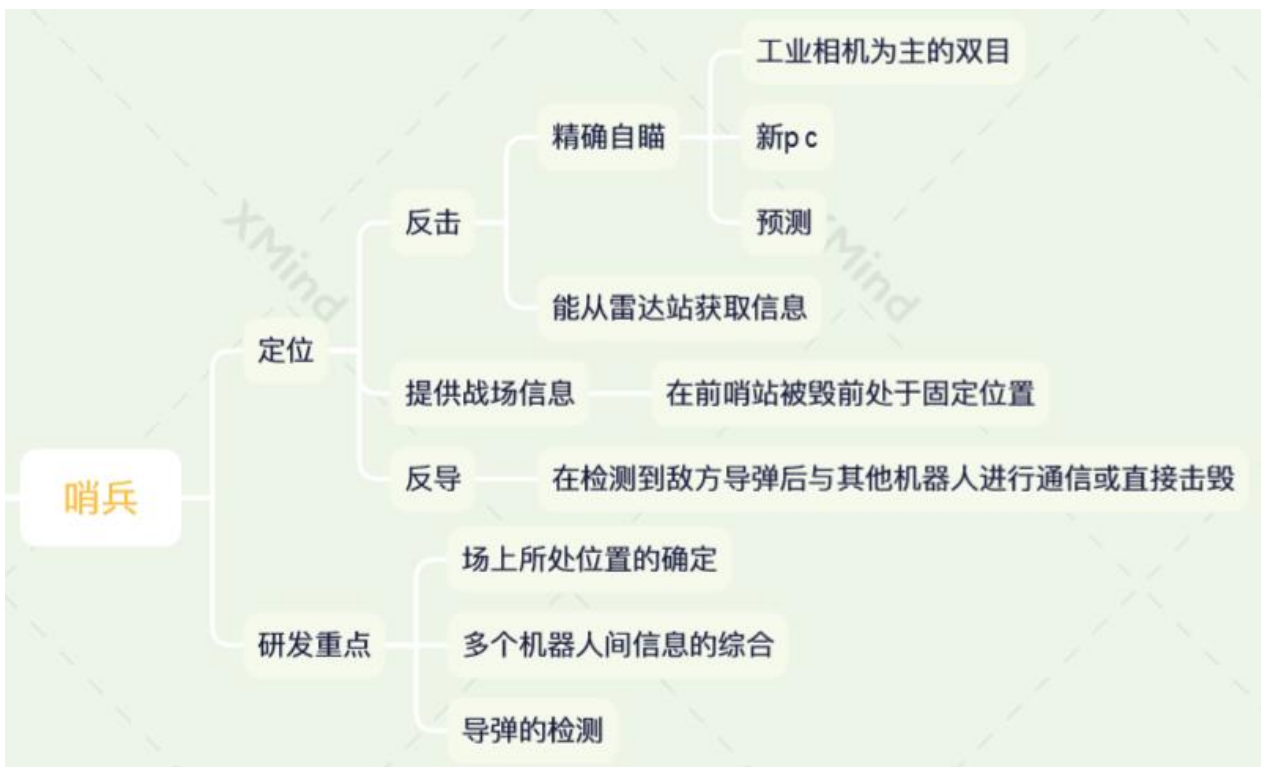 工业相机为主的双目
精确自瞄
新pc
反击
预测
能从雷达站获取信息
定位
提供战场信息
在前哨站被毁前处于固定位置
反导
在检测到敌方导弹后与其他机器人进行通信或直接击毁
哨兵
场上所处位置的确定
研发重点
多个机器人间信息的综合
导弹的检测
XMind
XMind